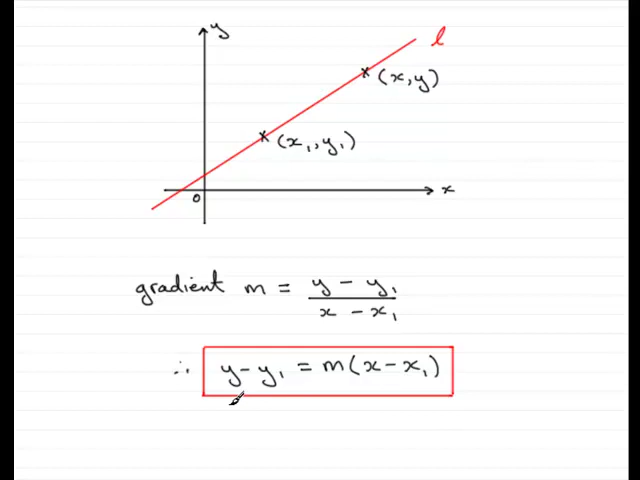 y
l
(x, y)
(x₁, y₁)
0
x
gradient m = (y - y₁)/(x - x₁)
∴ y - y₁ = m(x - x₁)